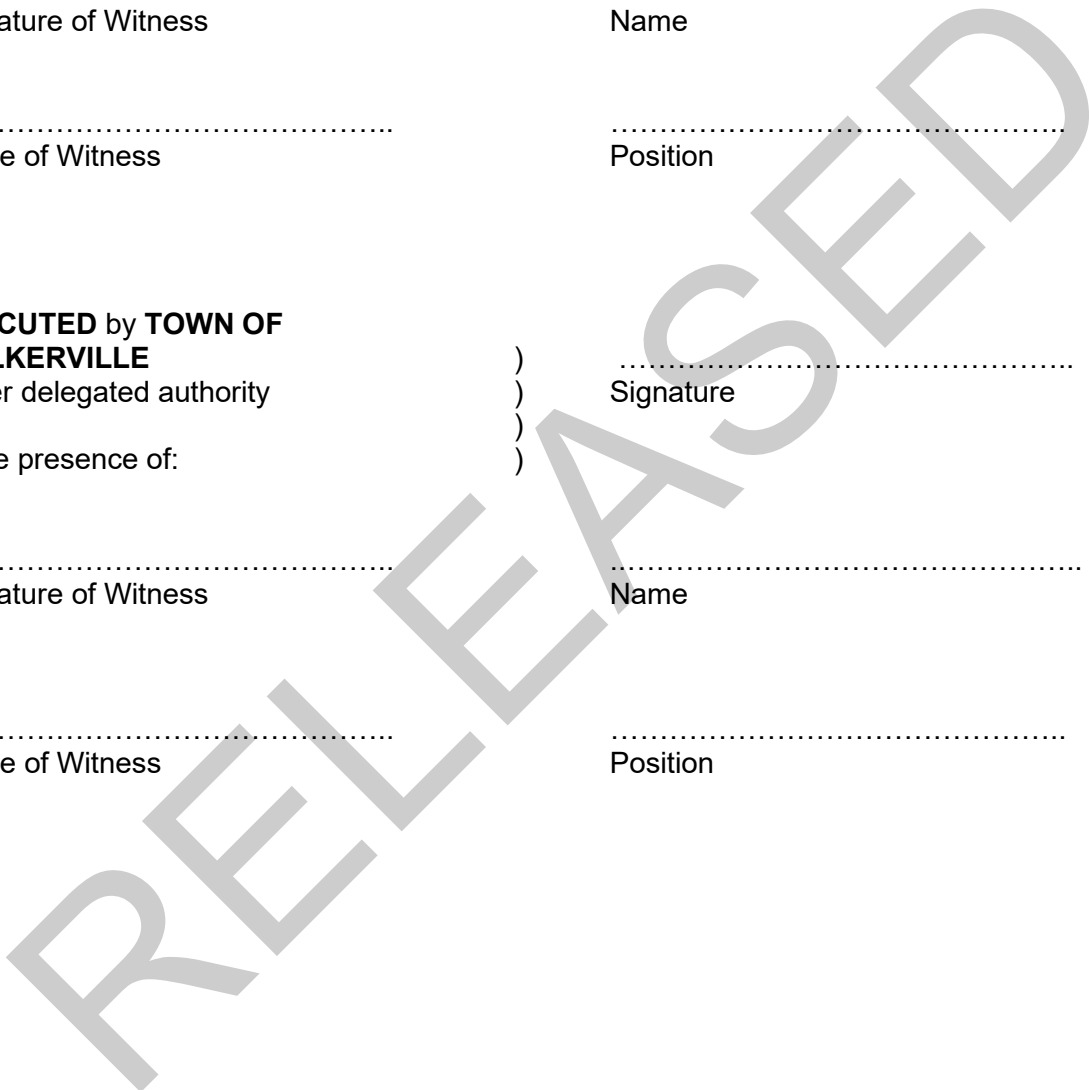 ature of Witness Name
…………………………………….. ………………………………………..
e of Witness Position
CUTED by TOWN OF
LKERVILLE ) ………………………………………..
er delegated authority ) Signature
)
e presence of: )
…………………………………….. …………………………………………..
ature of Witness Name
…………………………………….. ………………………………………..
e of Witness Position
RELEASED